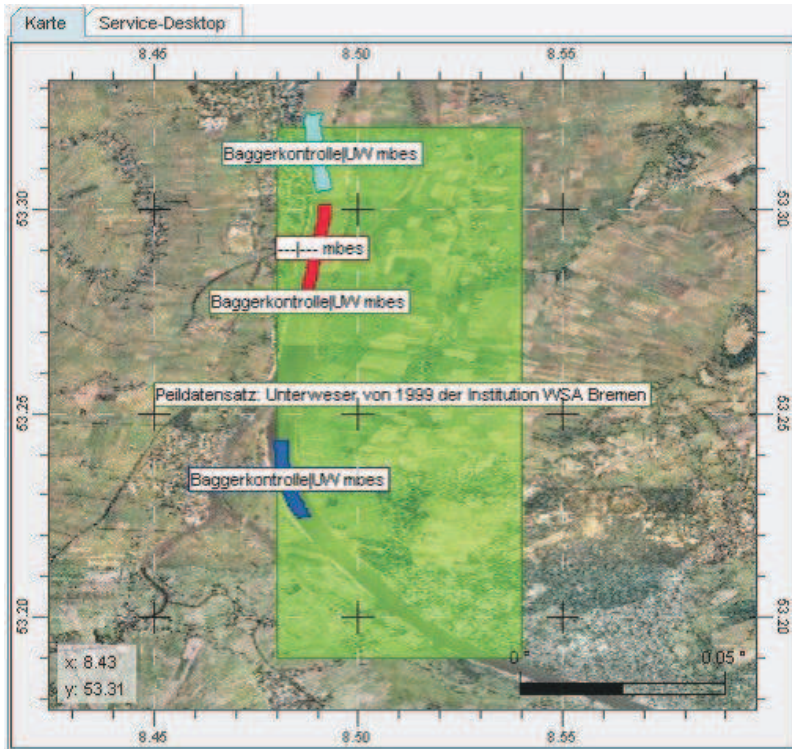 Karte Service-Desktop
8.45 8.50 8.55
Baggerkontrolle|UW mbes
53.30 53.30
---|--- mbes
Baggerkontrolle|UW mbes
Peildatensatz: Unterweser, von 1999 der Institution WSA Bremen
53.25 53.25
Baggerkontrolle|UW mbes
53.20 53.20
0 ° 0.05 °
x: 8.43
y: 53.31
8.45 8.50 8.55